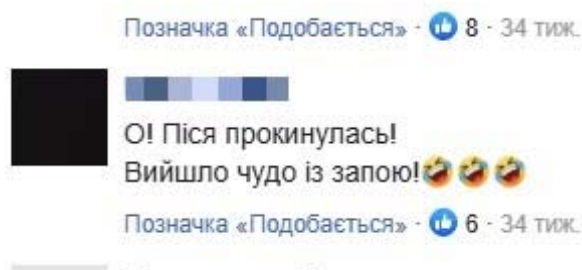 Позначка «Подобається» · 8 · 34 тиж.
О! Піся прокинулась!
Вийшло чудо із запою!🤣🤣🤣
Позначка «Подобається» · 6 · 34 тиж.